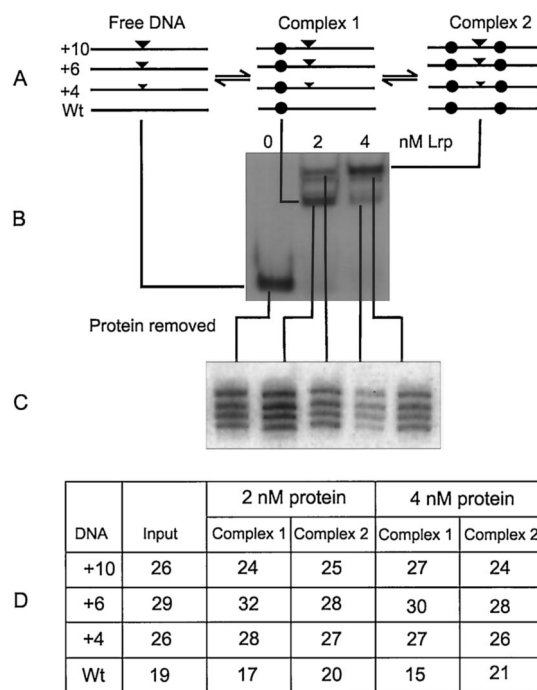 Free DNA Complex 1 Complex 2
A
+10
+6
+4
Wt
0 2 4 nM Lrp
B
Protein removed
C
D
2 nM protein 4 nM protein
DNA Input Complex 1 Complex 2 Complex 1 Complex 2
+10 26 24 25 27 24
+6 29 32 28 30 28
+4 26 28 27 27 26
Wt 19 17 20 15 21